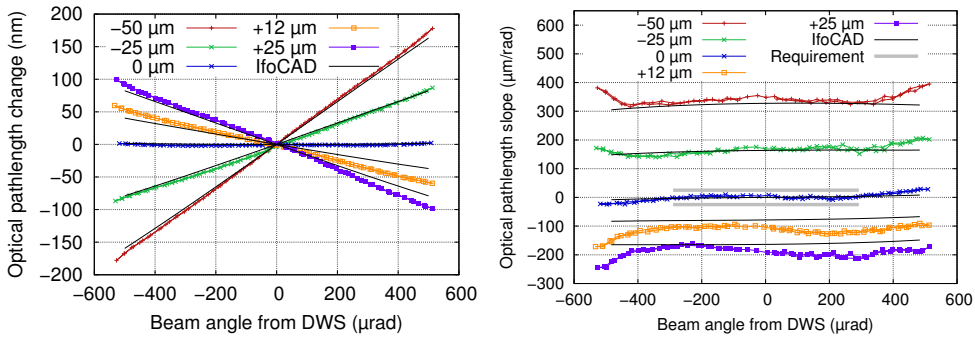 Optical pathlength change (nm)
200
150
100
50
0
−50
−100
−150
−200
−50 µm
−25 µm
0 µm
+12 µm
+25 µm
IfoCAD
−600 −400 −200 0 200 400 600
Beam angle from DWS (µrad)
Optical pathlength slope (µm/rad)
600
500
400
300
200
100
0
−100
−200
−300
−50 µm
−25 µm
0 µm
+12 µm
+25 µm
IfoCAD
Requirement
−600 −400 −200 0 200 400 600
Beam angle from DWS (µrad)